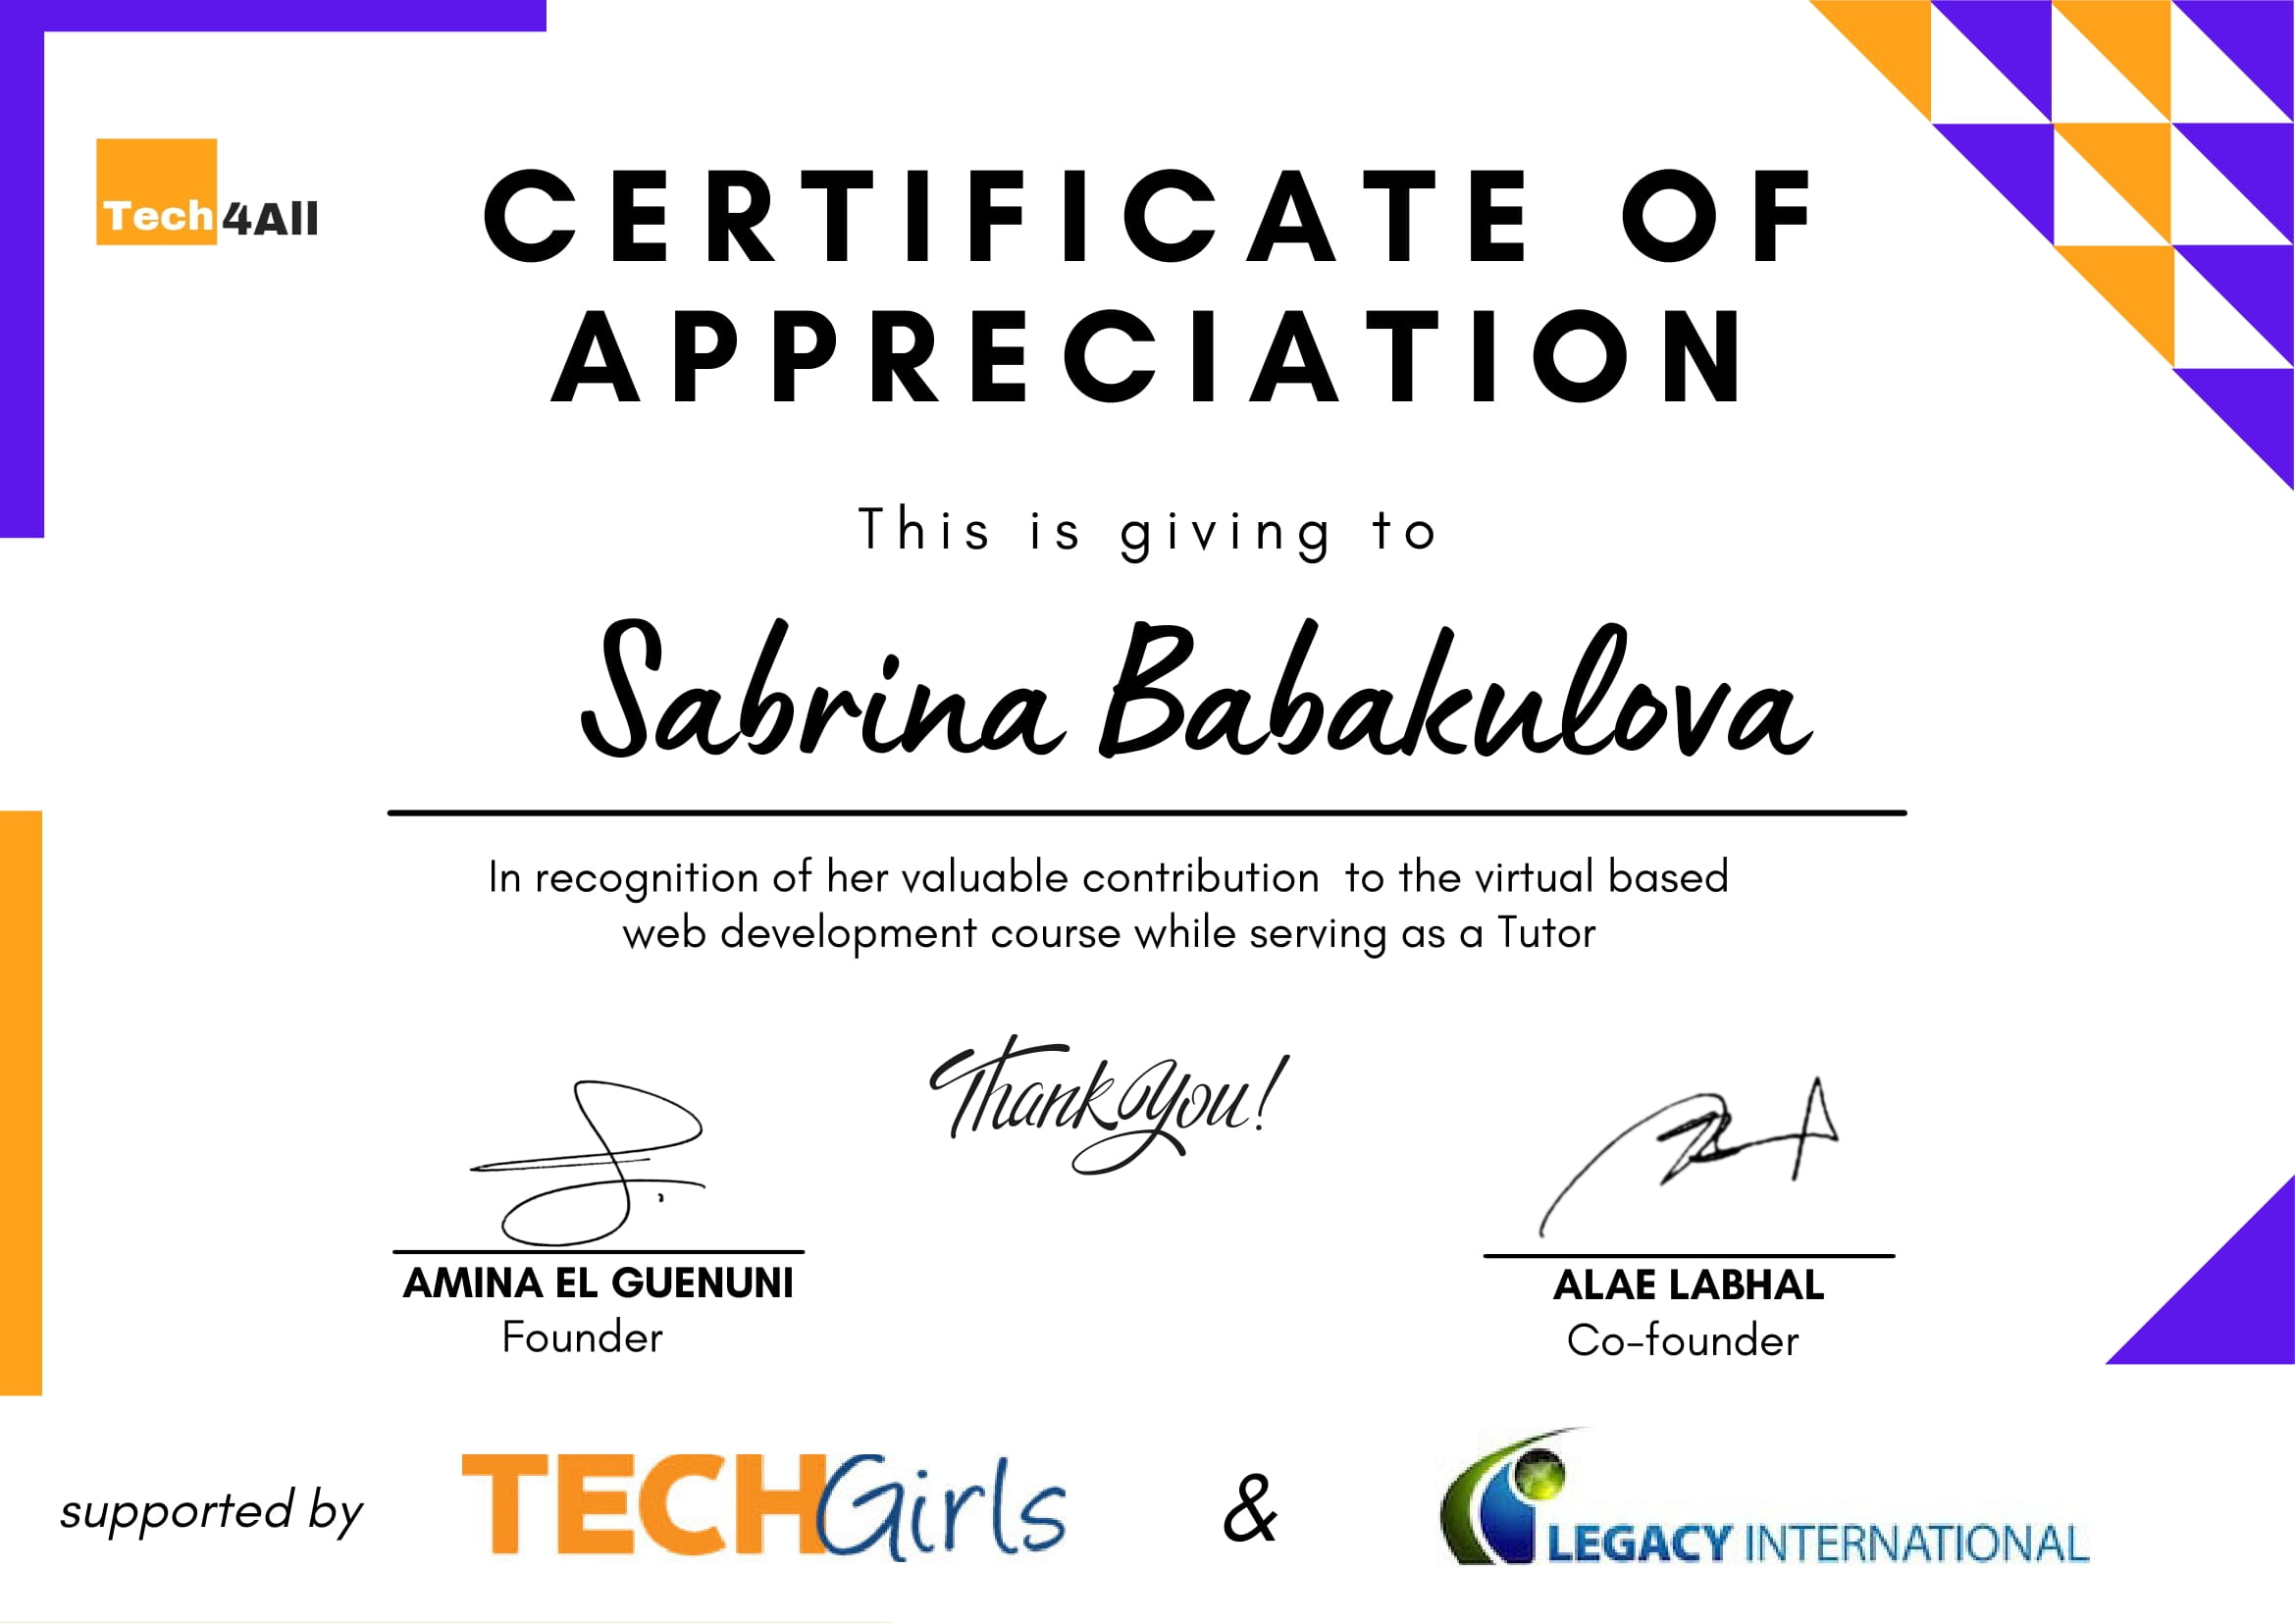 Tech4All
CERTIFICATE OF
APPRECIATION
This is giving to
Sabrina Babakulova
In recognition of her valuable contribution to the virtual based
web development course while serving as a Tutor
Thank you!
AMINA EL GUENUNI
Founder
ALAE LABHAL
Co-founder
supported by
TECHGirls
&
LEGACY INTERNATIONAL